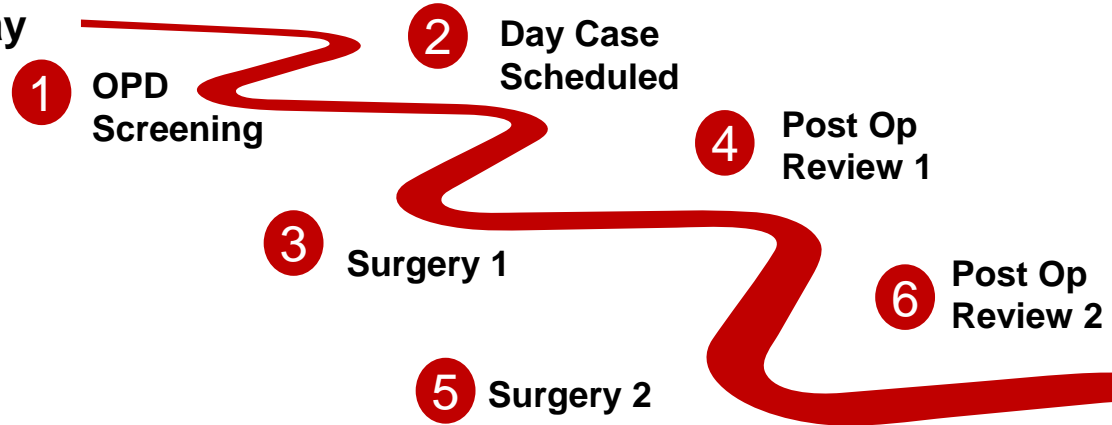 ay
1 OPD
Screening
2 Day Case
Scheduled
3 Surgery 1
4 Post Op
Review 1
5 Surgery 2
6 Post Op
Review 2